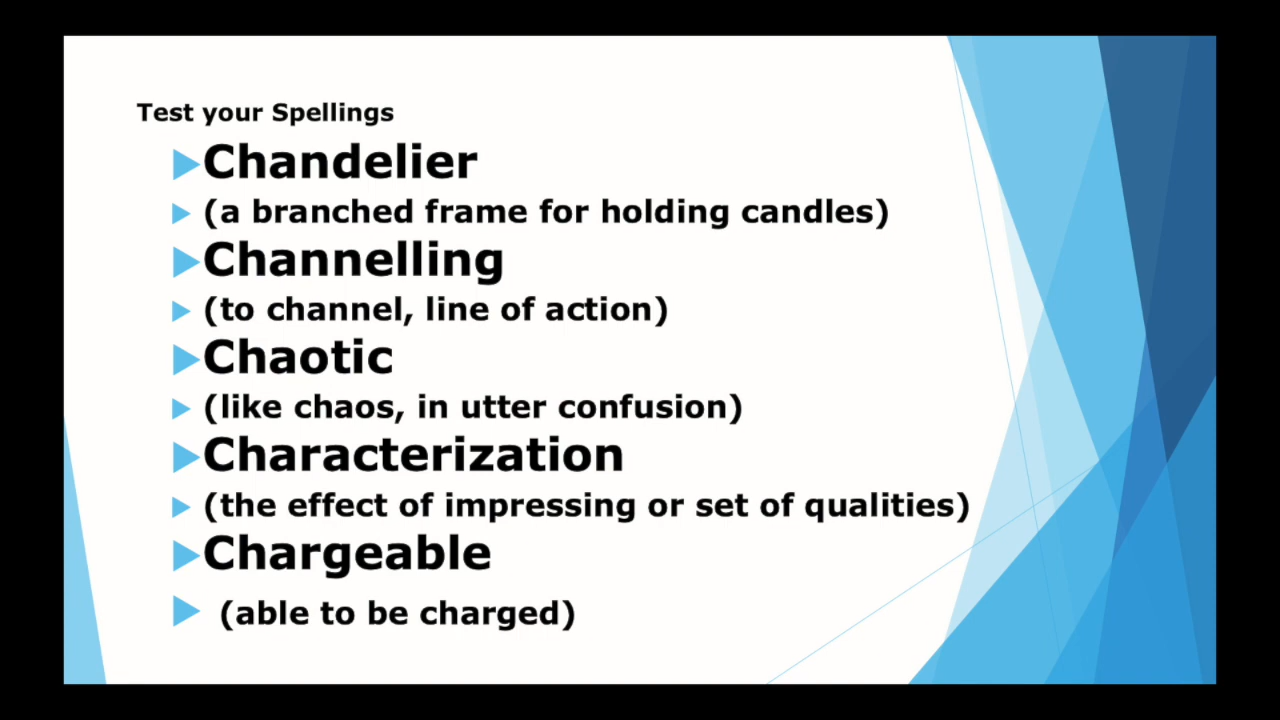 Test your Spellings
Chandelier
(a branched frame for holding candles)
Channelling
(to channel, line of action)
Chaotic
(like chaos, in utter confusion)
Characterization
(the effect of impressing or set of qualities)
Chargeable
(able to be charged)